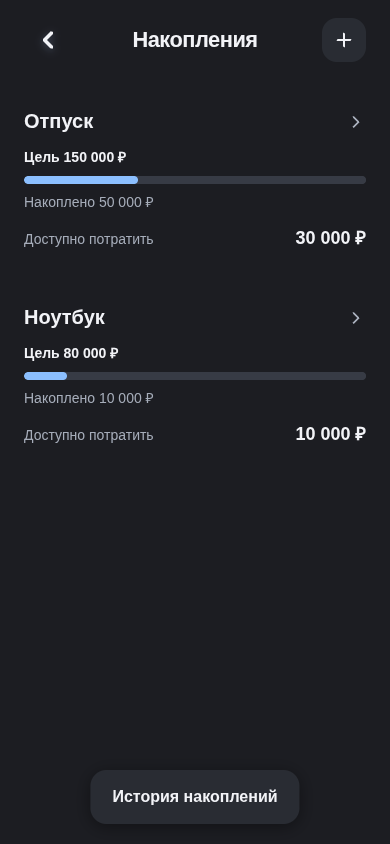 Накопления
Отпуск
Цель 150 000 ₽
Накоплено 50 000 ₽
Доступно потратить 30 000 ₽
Ноутбук
Цель 80 000 ₽
Накоплено 10 000 ₽
Доступно потратить 10 000 ₽
История накоплений